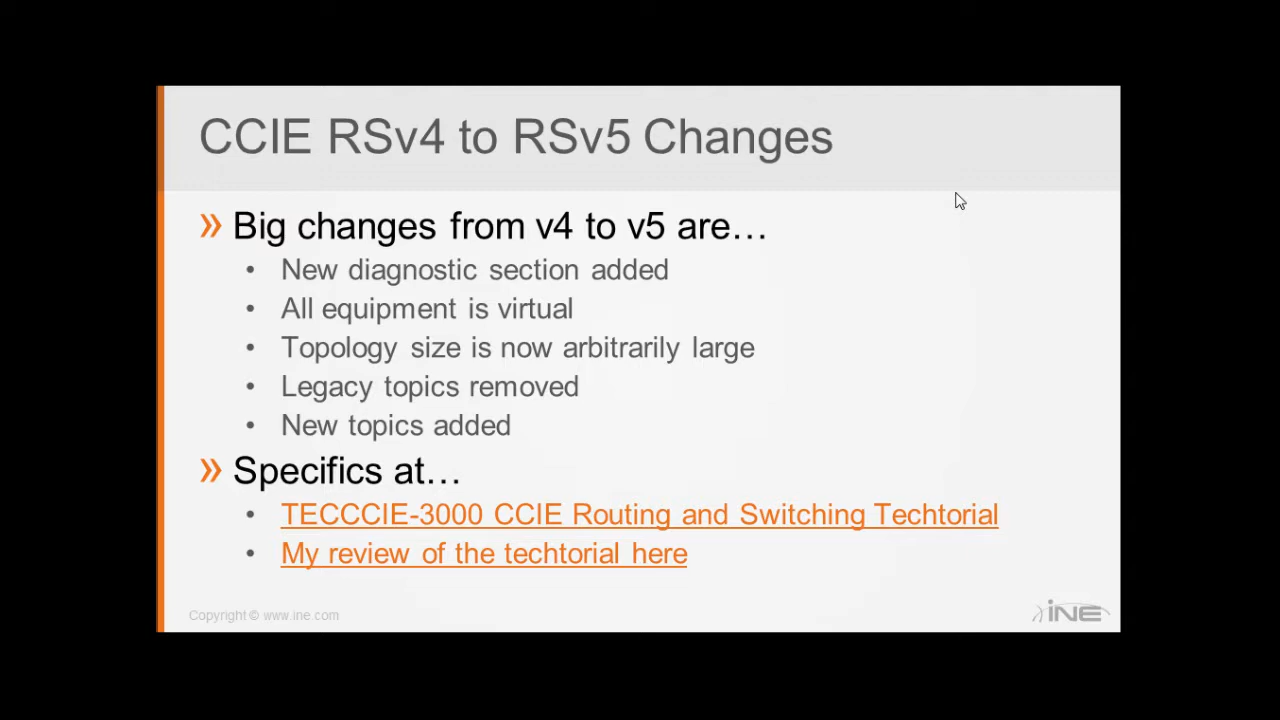 CCIE RSv4 to RSv5 Changes
» Big changes from v4 to v5 are…
• New diagnostic section added
• All equipment is virtual
• Topology size is now arbitrarily large
• Legacy topics removed
• New topics added
» Specifics at…
• TECCCIE-3000 CCIE Routing and Switching Techtorial
• My review of the techtorial here
Copyright © www.ine.com
iNE